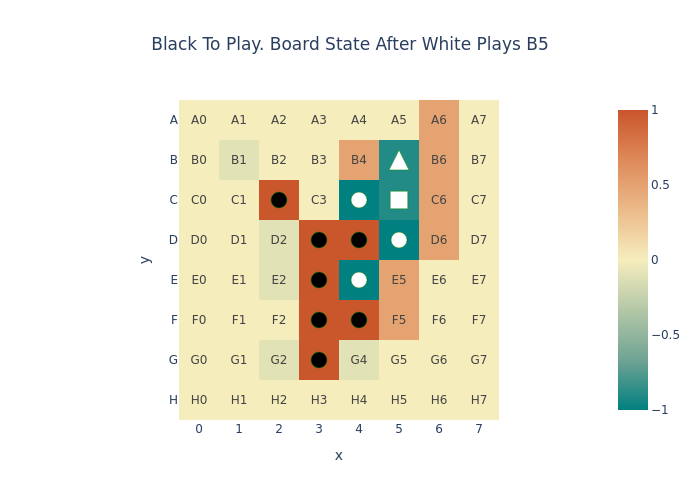 Black To Play. Board State After White Plays B5
A A0 A1 A2 A3 A4 A5 A6 A7
B B0 B1 B2 B3 B4 B6 B7
C C0 C1 C3 C6 C7
D D0 D1 D2 D6 D7
E E0 E1 E2 E5 E6 E7
F F0 F1 F2 F5 F6 F7
G G0 G1 G2 G4 G5 G6 G7
H H0 H1 H2 H3 H4 H5 H6 H7
0 1 2 3 4 5 6 7
x
y
1
0.5
0
−0.5
−1